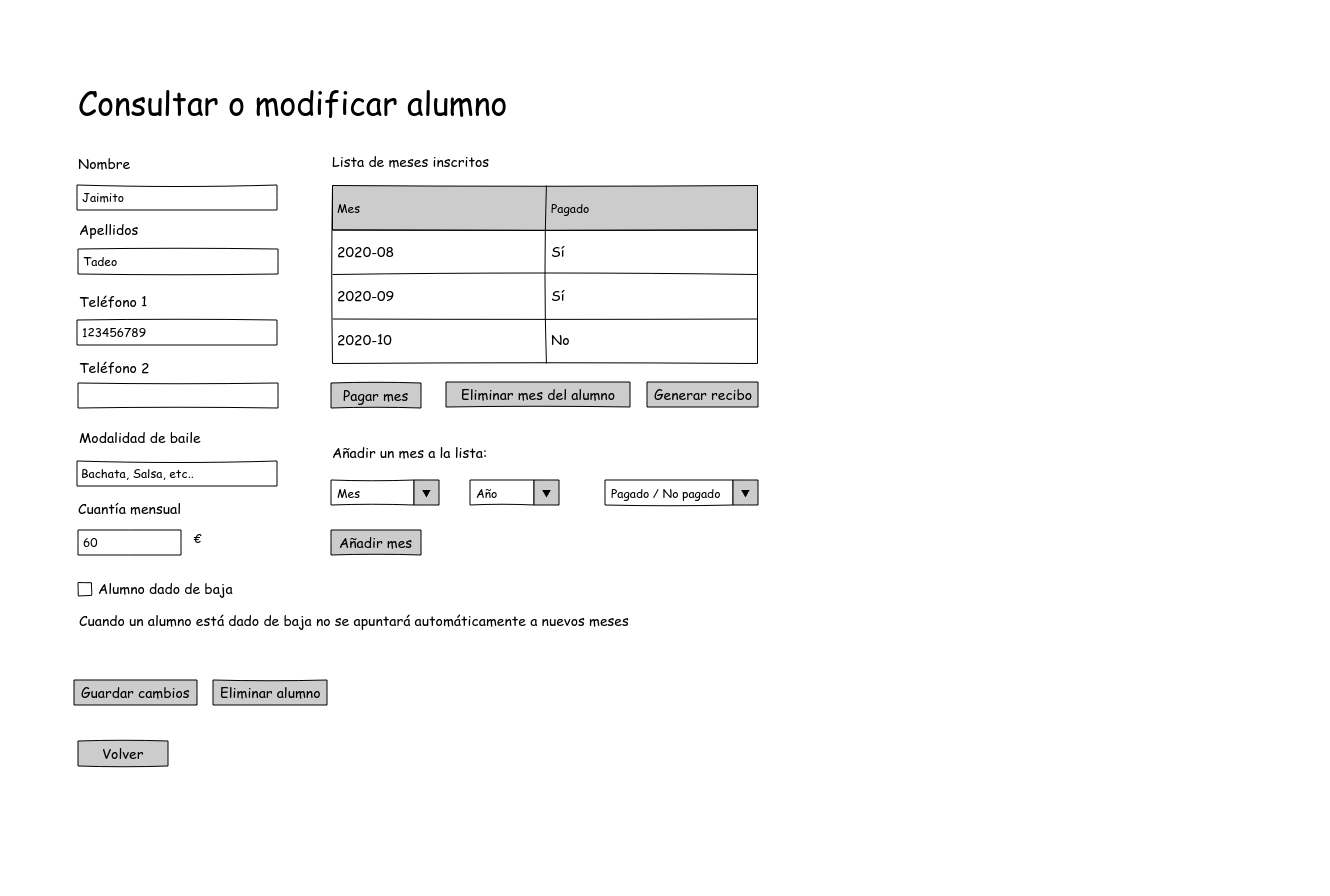 Consultar o modificar alumno
Nombre
Jaimito
Apellidos
Tadeo
Teléfono 1
123456789
Teléfono 2
Modalidad de baile
Bachata, Salsa, etc..
Cuantía mensual
60 €
Alumno dado de baja
Cuando un alumno está dado de baja no se apuntará automáticamente a nuevos meses
Lista de meses inscritos
Mes Pagado
2020-08 Sí
2020-09 Sí
2020-10 No
Pagar mes Eliminar mes del alumno Generar recibo
Añadir un mes a la lista:
Mes Año Pagado / No pagado
Añadir mes
Guardar cambios Eliminar alumno
Volver